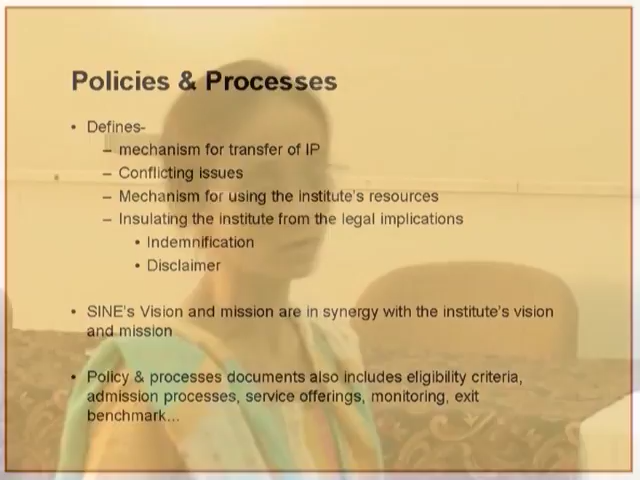 Policies & Processes
• Defines-
– mechanism for transfer of IP
– Conflicting issues
– Mechanism for using the institute's resources
– Insulating the institute from the legal implications
• Indemnification
• Disclaimer
• SINE's Vision and mission are in synergy with the institute's vision
and mission
• Policy & processes documents also includes eligibility criteria,
admission processes, service offerings, monitoring, exit
benchmark...